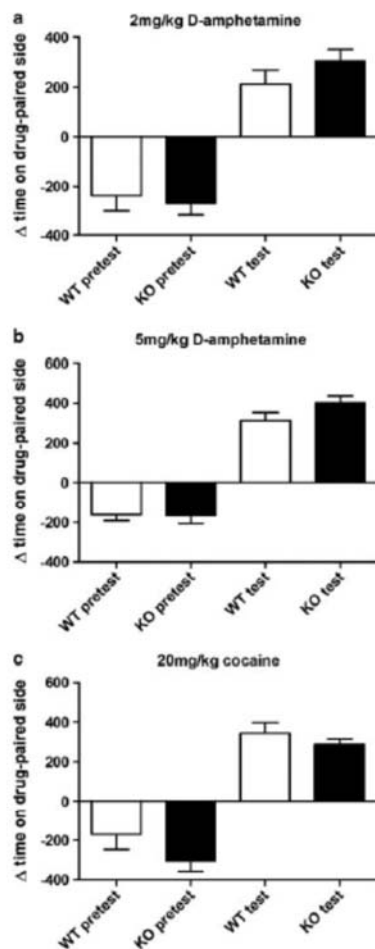 a
2mg/kg D-amphetamine
Δ time on drug-paired side
200
0
-200
-400
WT pretest
KO pretest
WT test
KO test
b
5mg/kg D-amphetamine
Δ time on drug-paired side
600
400
200
0
-200
-400
WT pretest
KO pretest
WT test
KO test
c
20mg/kg cocaine
Δ time on drug-paired side
600
400
200
0
-200
-400
-600
WT pretest
KO pretest
WT test
KO test